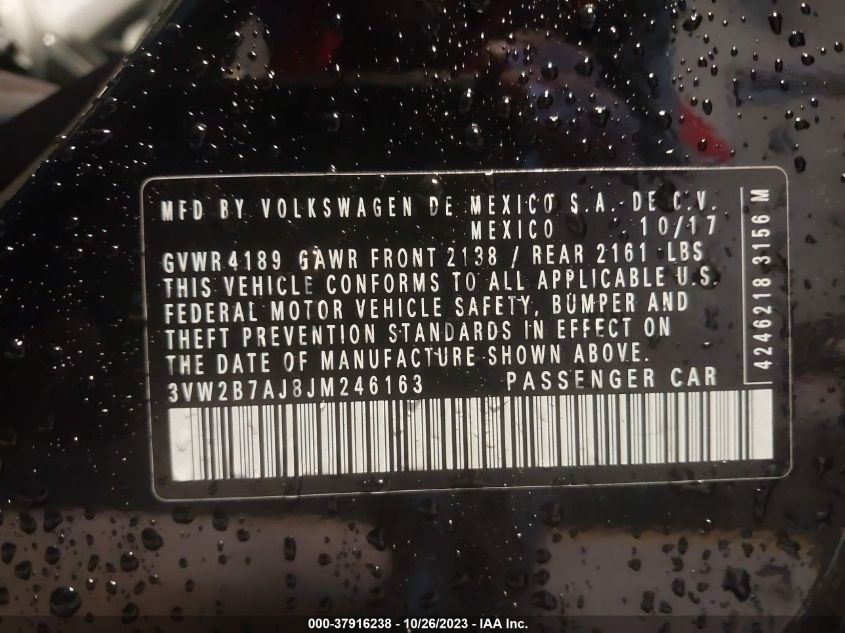 MFD BY VOLKSWAGEN DE MEXICO S.A. DE C.V.
MEXICO 10/17
GVWR 4189 GAWR FRONT 2138 / REAR 2161 LBS
THIS VEHICLE CONFORMS TO ALL APPLICABLE U.S.
FEDERAL MOTOR VEHICLE SAFETY, BUMPER AND
THEFT PREVENTION STANDARDS IN EFFECT ON
THE DATE OF MANUFACTURE SHOWN ABOVE.
3VW2B7AJ8JM246163 PASSENGER CAR
4246218 3156 M
000-37916238 - 10/26/2023 - IAA Inc.